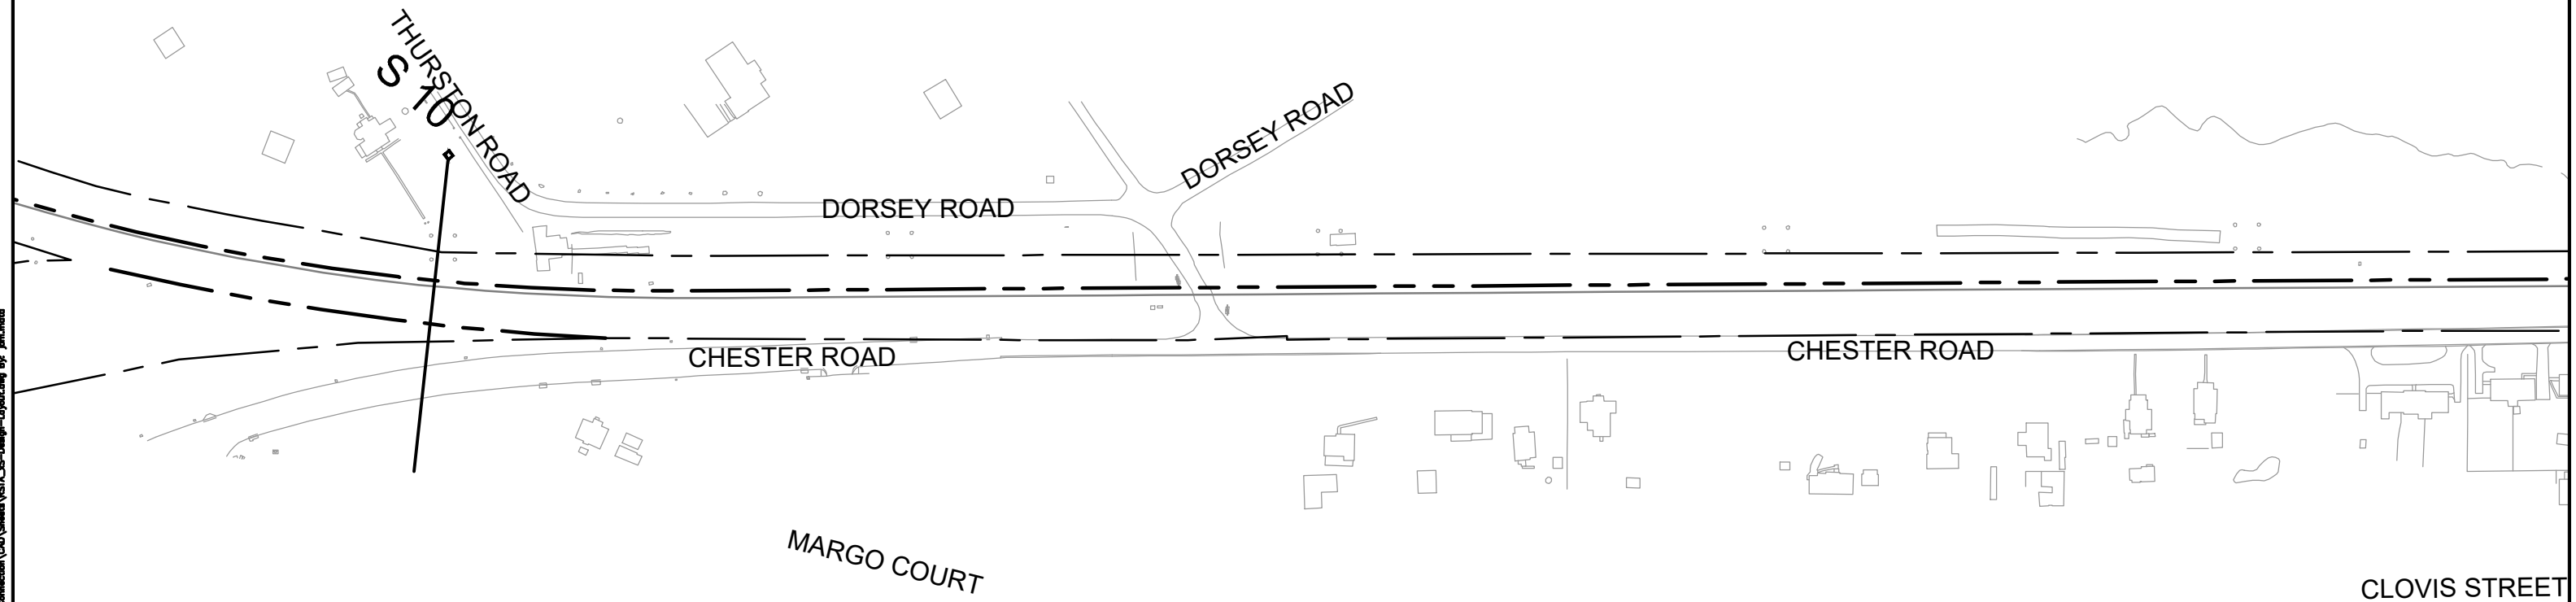 THURSTON ROAD
S 10
DORSEY ROAD
DORSEY ROAD
CHESTER ROAD
CHESTER ROAD
MARGO COURT
CLOVIS STREET